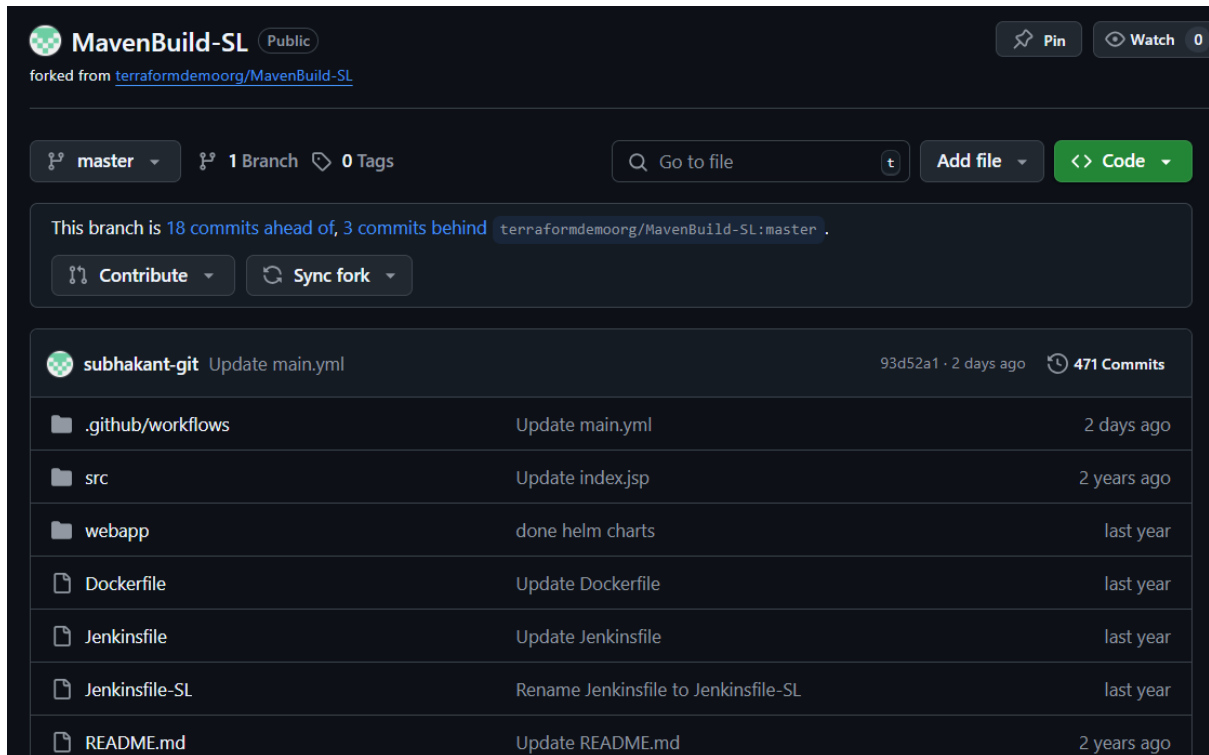 MavenBuild-SL Public Pin Watch 0
forked from terraformdemoorg/MavenBuild-SL
master 1 Branch 0 Tags Go to file t Add file <> Code
This branch is 18 commits ahead of, 3 commits behind terraformdemoorg/MavenBuild-SL:master .
Contribute Sync fork
subhakant-git Update main.yml 93d52a1 · 2 days ago 471 Commits
.github/workflows Update main.yml 2 days ago
src Update index.jsp 2 years ago
webapp done helm charts last year
Dockerfile Update Dockerfile last year
Jenkinsfile Update Jenkinsfile last year
Jenkinsfile-SL Rename Jenkinsfile to Jenkinsfile-SL last year
README.md Update README.md 2 years ago